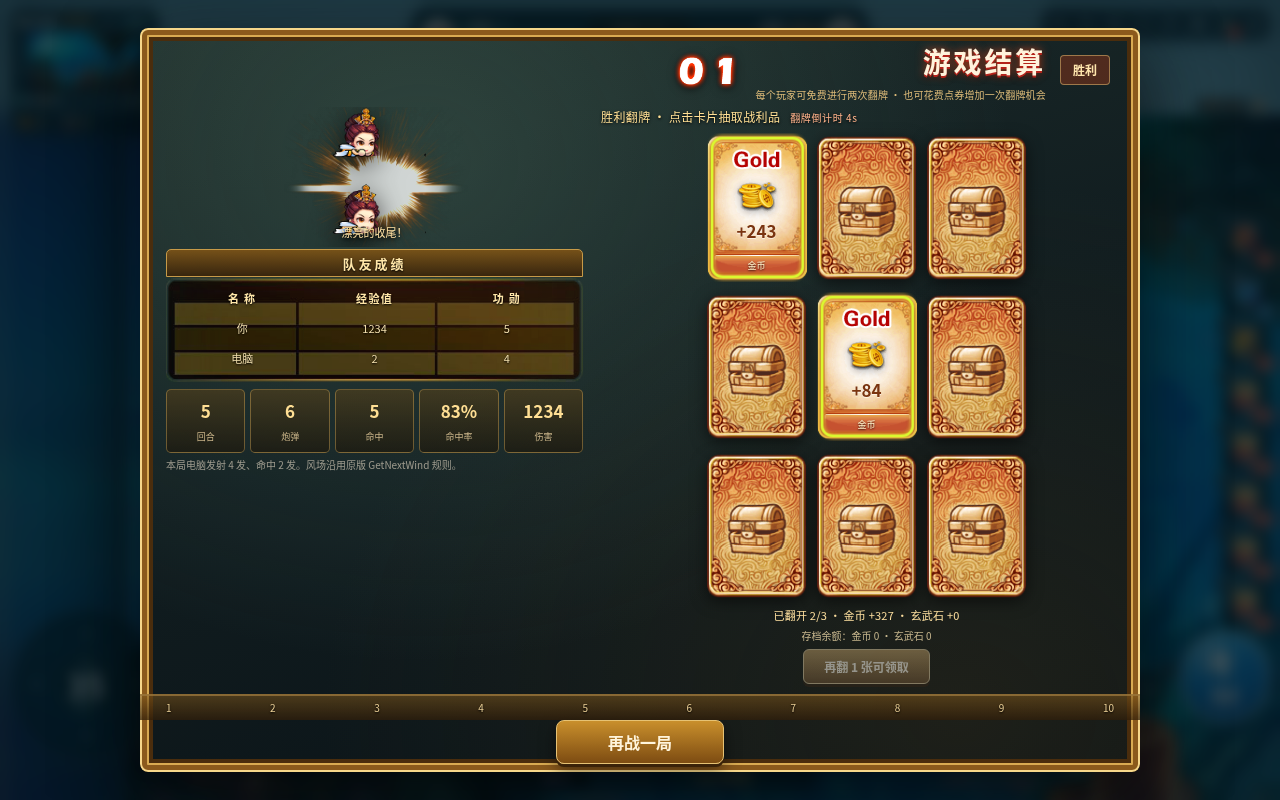 01
游戏结算
胜利
每个玩家可免费进行两次翻牌 · 也可花费点券增加一次翻牌机会
胜利翻牌 · 点击卡片抽取战利品 翻牌倒计时 4s
漂亮的收尾！
队友成绩
名 称 经验值 功 勋
你 1234 5
电脑 2 4
5 6 5 83% 1234
回合 炮弹 命中 命中率 伤害
本局电脑发射 4 发、命中 2 发。风场沿用原版 GetNextWind 规则。
Gold
+243
金币
Gold
+84
金币
已翻开 2/3 · 金币 +327 · 玄武石 +0
存档余额：金币 0 · 玄武石 0
再翻 1 张可领取
1 2 3 4 5 6 7 8 9 10
再战一局